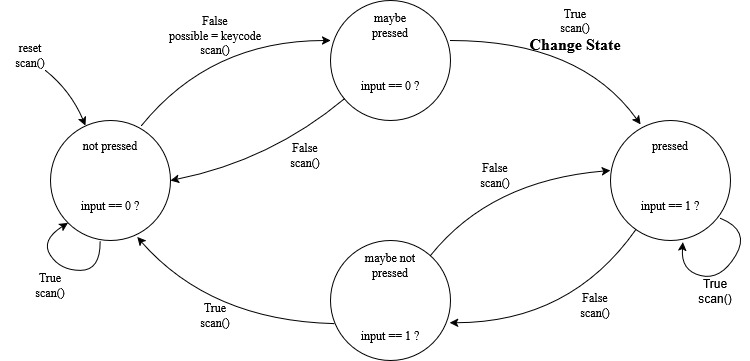 reset
scan()
False
possible = keycode
scan()
maybe
pressed
input == 0 ?
True
scan()
Change State
not pressed
input == 0 ?
False
scan()
pressed
input == 1 ?
False
scan()
maybe not
pressed
input == 1 ?
True
scan()
True
scan()
False
scan()
True
scan()